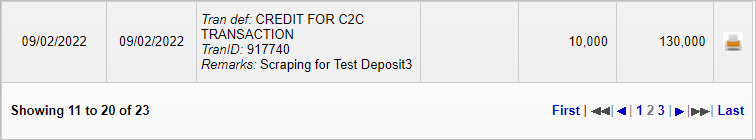 09/02/2022 09/02/2022 Tran def: CREDIT FOR C2C
TRANSACTION
TranID: 917740
Remarks: Scraping for Test Deposit3 10,000 130,000
Showing 11 to 20 of 23 First | | | 1 2 3 | | | Last